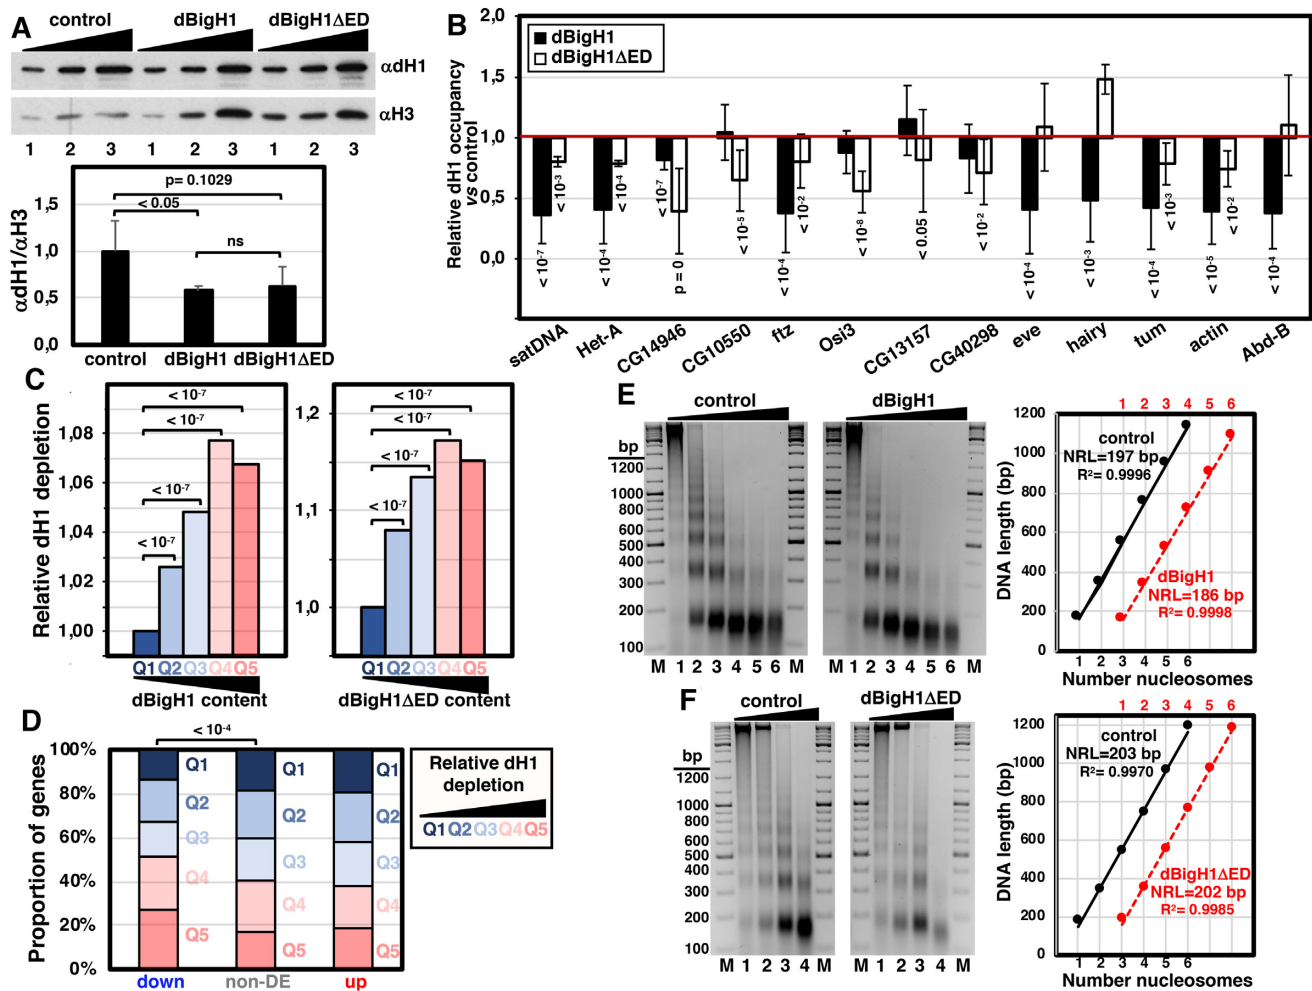 A
control
dBigH1
dBigH1ΔED
αdH1
αH3
1 2 3 1 2 3 1 2 3
p= 0.1029
< 0.05
ns
αdH1/αH3
1,5
1,0
0,5
0,0
control dBigH1 dBigH1ΔED
B
dBigH1
dBigH1ΔED
Relative dH1 occupancy
vs control
2,0
1,5
1,0
0,5
0,0
< 10-7
< 10-3
< 10-4
< 10-4
< 10-7
p = 0
< 10-5
< 10-4
< 10-2
< 10-8
< 0.05
< 10-2
< 10-4
< 10-3
< 10-4
< 10-3
< 10-5
< 10-2
< 10-4
satDNA Het-A CG14946 CG10550 ftz Osi3 CG13157 CG40298 eve hairy tum actin Abd-B
C
Relative dH1 depletion
1,08
1,06
1,04
1,02
1,00
< 10-7
< 10-7
< 10-7
< 10-7
Q1 Q2 Q3 Q4 Q5
dBigH1 content
1,2
1,1
1,0
< 10-7
< 10-7
< 10-7
< 10-7
Q1 Q2 Q3 Q4 Q5
dBigH1ΔED content
D
Proportion of genes
100%
80%
60%
40%
20%
0%
< 10-4
Q1 Q1 Q1
Q2 Q2 Q2
Q3 Q3 Q3
Q4 Q4 Q4
Q5 Q5 Q5
down non-DE up
Relative dH1
depletion
Q1 Q2 Q3 Q4 Q5
E
control
dBigH1
bp
1200
1000
800
600
500
400
300
200
100
M 1 2 3 4 5 6 M 1 2 3 4 5 6 M
1 2 3 4 5 6
DNA length (bp)
1200
1000
800
600
400
200
0
control
NRL=197 bp
R2= 0.9996
dBigH1
NRL=186 bp
R2= 0.9998
1 2 3 4 5 6
Number nucleosomes
F
control
dBigH1ΔED
bp
1200
1000
800
600
500
400
300
200
100
M 1 2 3 4 M 1 2 3 4 M
1 2 3 4 5 6
DNA length (bp)
1200
1000
800
600
400
200
0
control
NRL=203 bp
R2= 0.9970
dBigH1ΔED
NRL=202 bp
R2= 0.9985
1 2 3 4 5 6
Number nucleosomes